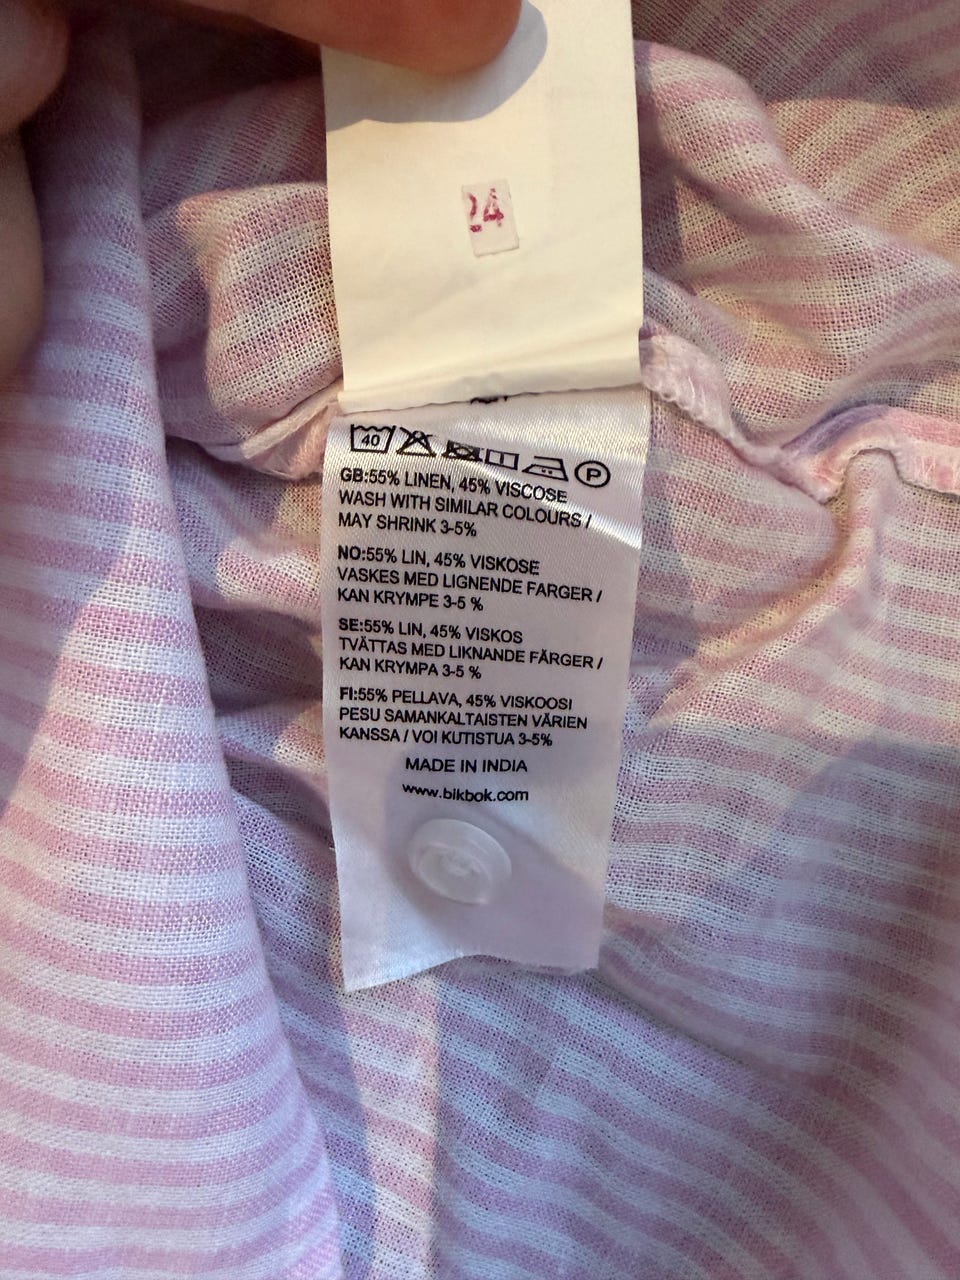 24
40 P
GB:55% LINEN, 45% VISCOSE
WASH WITH SIMILAR COLOURS /
MAY SHRINK 3-5%
NO:55% LIN, 45% VISKOSE
VASKES MED LIGNENDE FARGER /
KAN KRYMPE 3-5 %
SE:55% LIN, 45% VISKOS
TVÄTTAS MED LIKNANDE FÄRGER /
KAN KRYMPA 3-5 %
FI:55% PELLAVA, 45% VISKOOSI
PESU SAMANKALTAISTEN VÄRIEN
KANSSA / VOI KUTISTUA 3-5%
MADE IN INDIA
www.bikbok.com